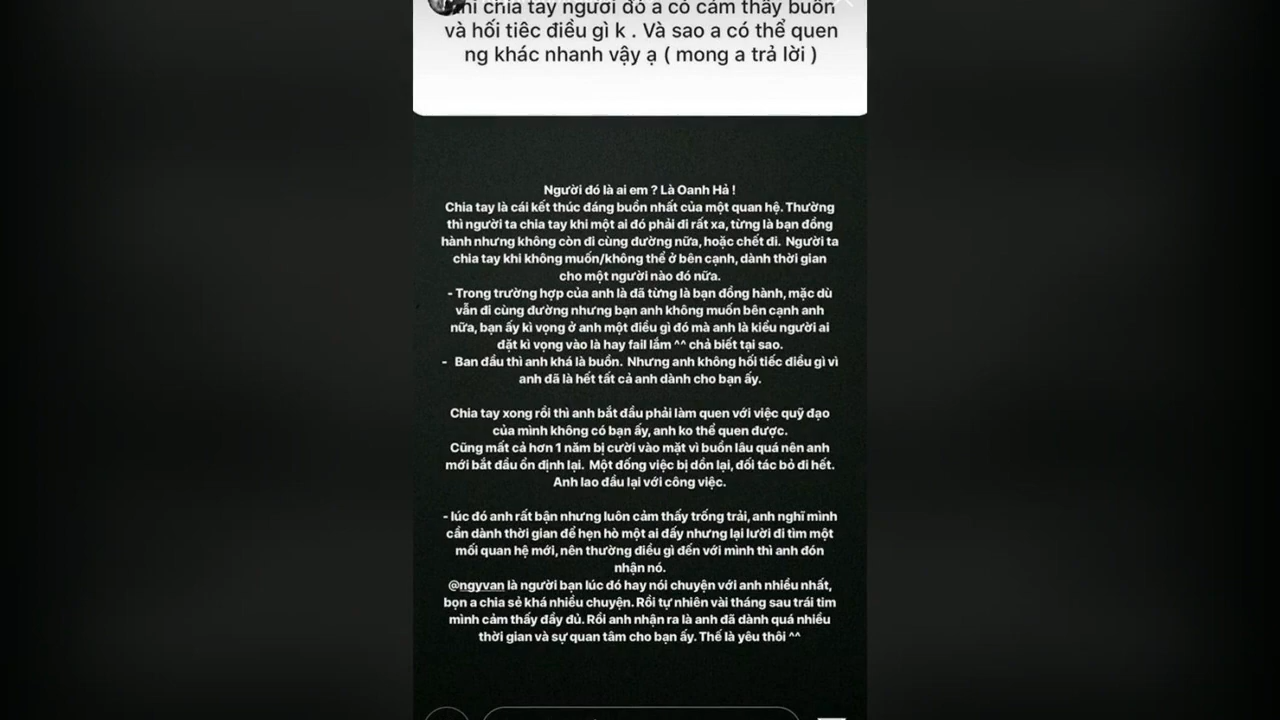 khi chia tay người đó a có cảm thấy buồn
và hối tiếc điều gì k . Và sao a có thể quen
ng khác nhanh vậy ạ ( mong a trả lời )
Người đó là ai em ? Là Oanh Hả !
Chia tay là cái kết thúc đáng buồn nhất của một quan hệ. Thường
thì người ta chia tay khi một ai đó phải đi rất xa, từng là bạn đồng
hành nhưng không còn đi cùng đường nữa, hoặc chết đi. Người ta
chia tay khi không muốn/không thể ở bên cạnh, dành thời gian
cho một người nào đó nữa.
- Trong trường hợp của anh là đã từng là bạn đồng hành, mặc dù
vẫn đi cùng đường nhưng bạn anh không muốn bên cạnh anh
nữa, bạn ấy kì vọng ở anh một điều gì đó mà anh là kiểu người ai
đặt kì vọng vào là hay fail lắm ^^ chả biết tại sao.
- Ban đầu thì anh khá là buồn. Nhưng anh không hối tiếc điều gì vì
anh đã là hết tất cả anh dành cho bạn ấy.
Chia tay xong rồi thì anh bắt đầu phải làm quen với việc quỹ đạo
của mình không có bạn ấy, anh ko thể quen được.
Cũng mất cả hơn 1 năm bị cười vào mặt vì buồn lâu quá nên anh
mới bắt đầu ổn định lại. Một đống việc bị dồn lại, đối tác bỏ đi hết.
Anh lao đầu lại với công việc.
- lúc đó anh rất bận nhưng luôn cảm thấy trống trải, anh nghĩ mình
cần dành thời gian để hẹn hò một ai đấy nhưng lại lười đi tìm một
mối quan hệ mới, nên thường điều gì đến với mình thì anh đón
nhận nó.
@ngyvan là người bạn lúc đó hay nói chuyện với anh nhiều nhất,
bọn a chia sẻ khá nhiều chuyện. Rồi tự nhiên vài tháng sau trái tim
mình cảm thấy đầy đủ. Rồi anh nhận ra là anh đã dành quá nhiều
thời gian và sự quan tâm cho bạn ấy. Thế là yêu thôi ^^